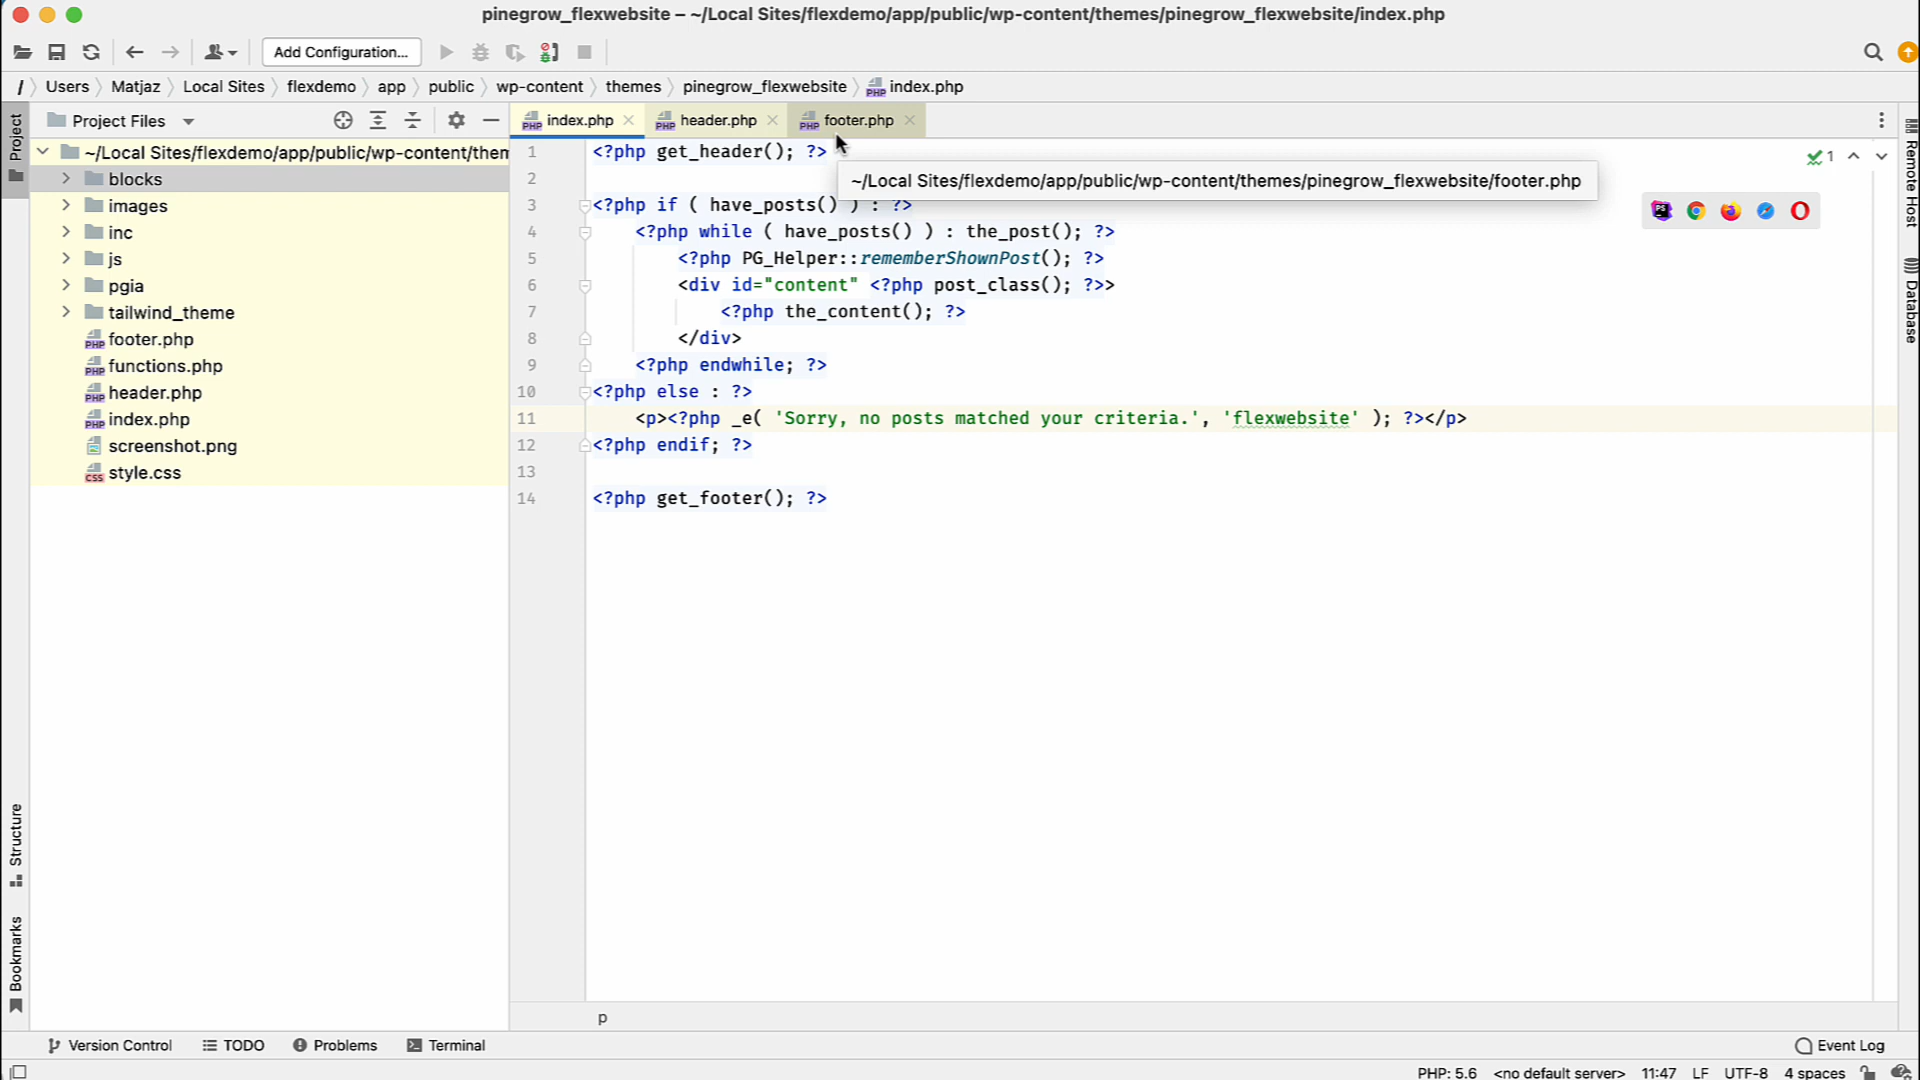 pinegrow_flexwebsite – ~/Local Sites/flexdemo/app/public/wp-content/themes/pinegrow_flexwebsite/index.php
Add Configuration...
/ Users Matjaz Local Sites flexdemo app public wp-content themes pinegrow_flexwebsite index.php
Project
Project Files
index.php
header.php
footer.php
~/Local Sites/flexdemo/app/public/wp-content/them
blocks
images
inc
js
pgia
tailwind_theme
footer.php
functions.php
header.php
index.php
screenshot.png
style.css
1 <?php get_header(); ?>
2
~/Local Sites/flexdemo/app/public/wp-content/themes/pinegrow_flexwebsite/footer.php
3 <?php if ( have_posts() ) : ?>
4 <?php while ( have_posts() ) : the_post(); ?>
5 <?php PG_Helper::rememberShownPost(); ?>
6 <div id="content" <?php post_class(); ?>>
7 <?php the_content(); ?>
8 </div>
9 <?php endwhile; ?>
10 <?php else : ?>
11 <p><?php _e( 'Sorry, no posts matched your criteria.', 'flexwebsite' ); ?></p>
12 <?php endif; ?>
13
14 <?php get_footer(); ?>
1
Remote Host
Database
Structure
Bookmarks
p
Version Control
TODO
Problems
Terminal
Event Log
PHP: 5.6 <no default server> 11:47 LF UTF-8 4 spaces